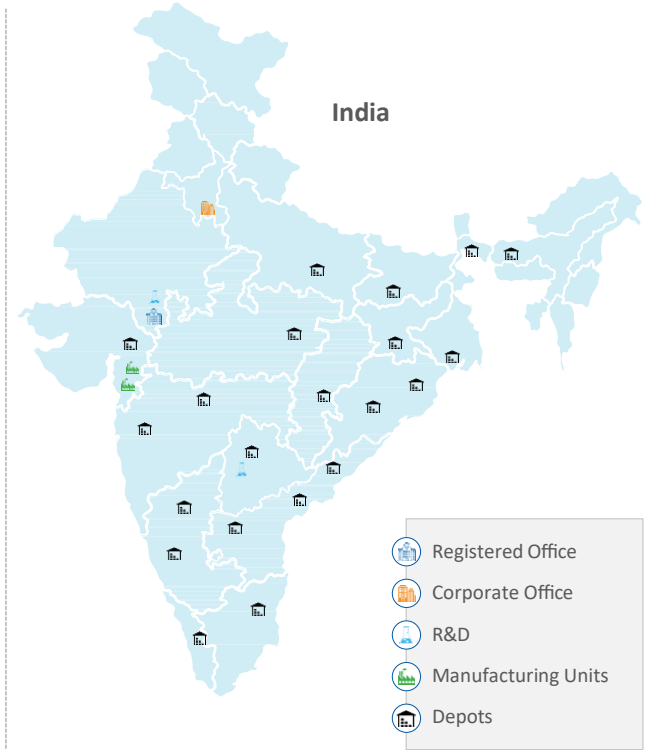 India
Registered Office
Corporate Office
R&D
Manufacturing Units
Depots